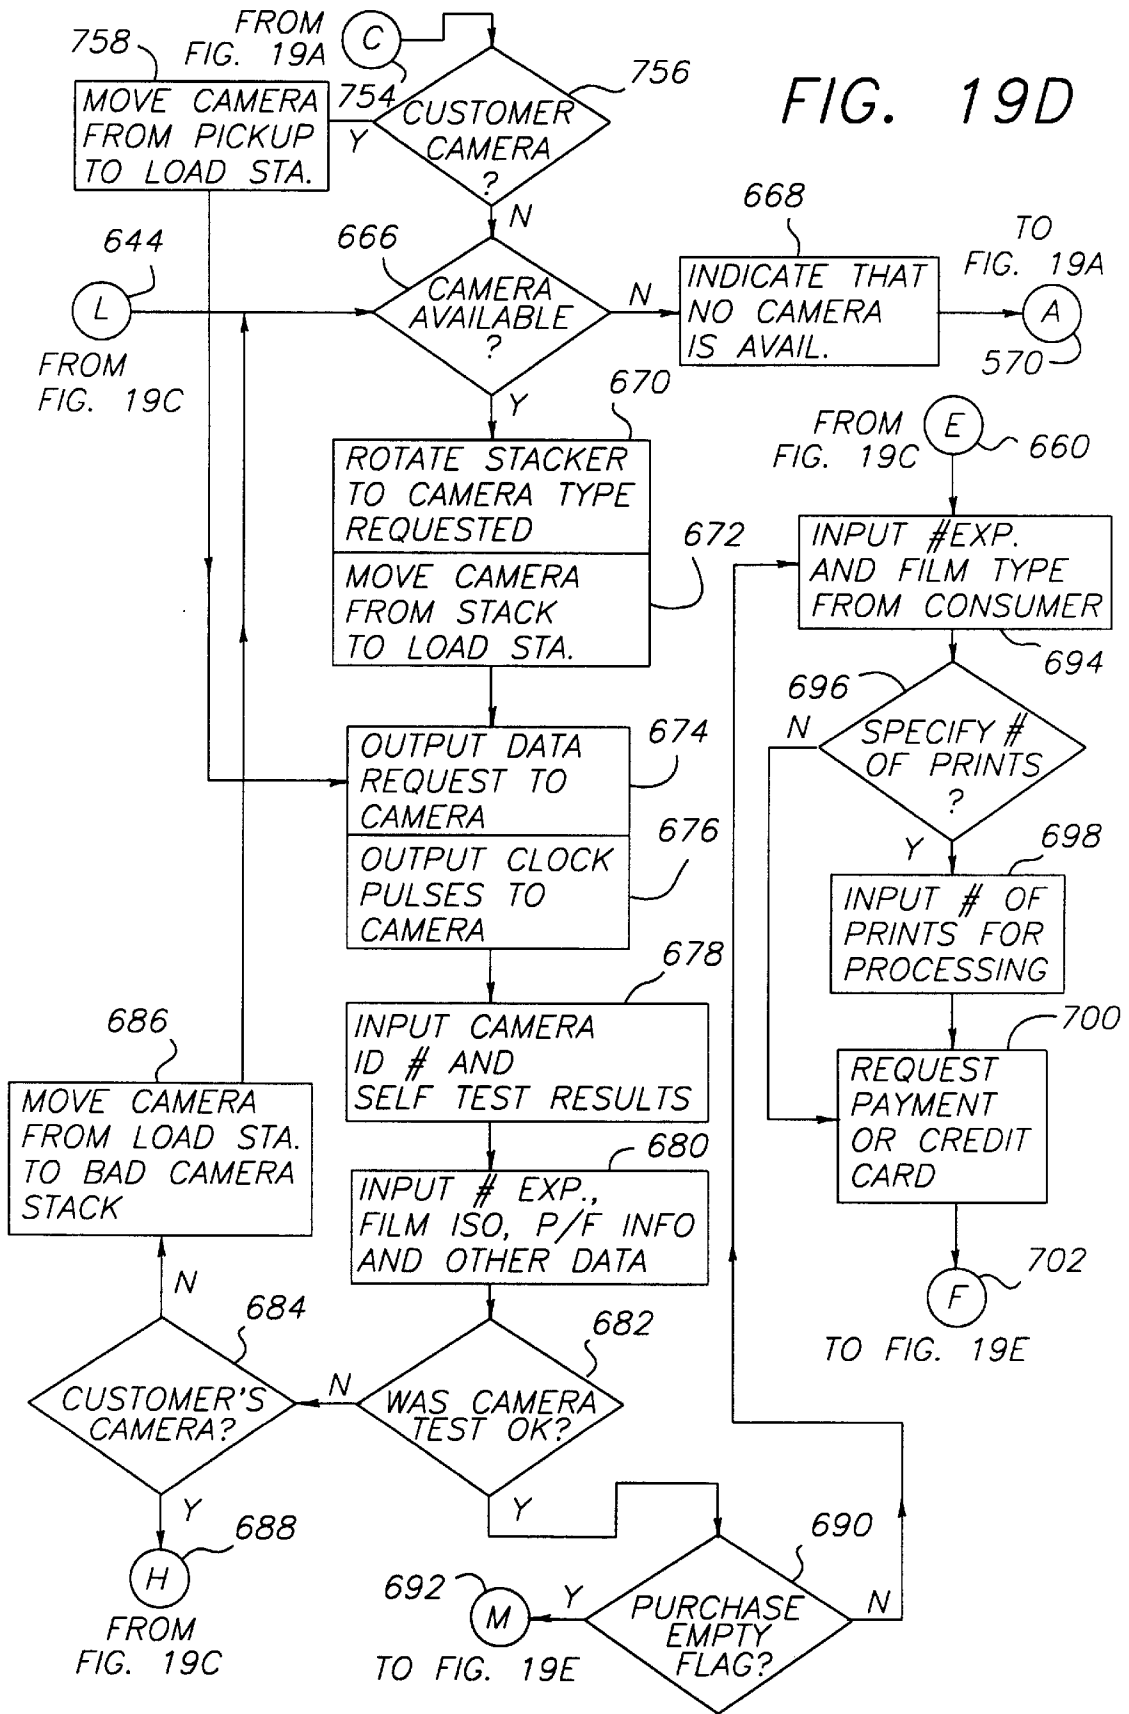 FIG. 19D
FROM
FIG. 19A
C
754
758
MOVE CAMERA
FROM PICKUP
TO LOAD STA.
Y
CUSTOMER
CAMERA
?
756
N
644
L
FROM
FIG. 19C
666
CAMERA
AVAILABLE
?
N
668
INDICATE THAT
NO CAMERA
IS AVAIL.
TO
FIG. 19A
A
570
Y
670
ROTATE STACKER
TO CAMERA TYPE
REQUESTED
672
MOVE CAMERA
FROM STACK
TO LOAD STA.
674
OUTPUT DATA
REQUEST TO
CAMERA
676
OUTPUT CLOCK
PULSES TO
CAMERA
678
INPUT CAMERA
ID # AND
SELF TEST RESULTS
680
INPUT # EXP.,
FILM ISO, P/F INFO
AND OTHER DATA
682
WAS CAMERA
TEST OK?
N
Y
684
CUSTOMER'S
CAMERA?
N
Y
686
MOVE CAMERA
FROM LOAD STA.
TO BAD CAMERA
STACK
688
H
FROM
FIG. 19C
690
PURCHASE
EMPTY
FLAG?
Y
N
692
M
TO FIG. 19E
FROM
FIG. 19C
E
660
INPUT #EXP.
AND FILM TYPE
FROM CONSUMER
694
696
SPECIFY #
OF PRINTS
?
N
Y
698
INPUT # OF
PRINTS FOR
PROCESSING
700
REQUEST
PAYMENT
OR CREDIT
CARD
F
702
TO FIG. 19E